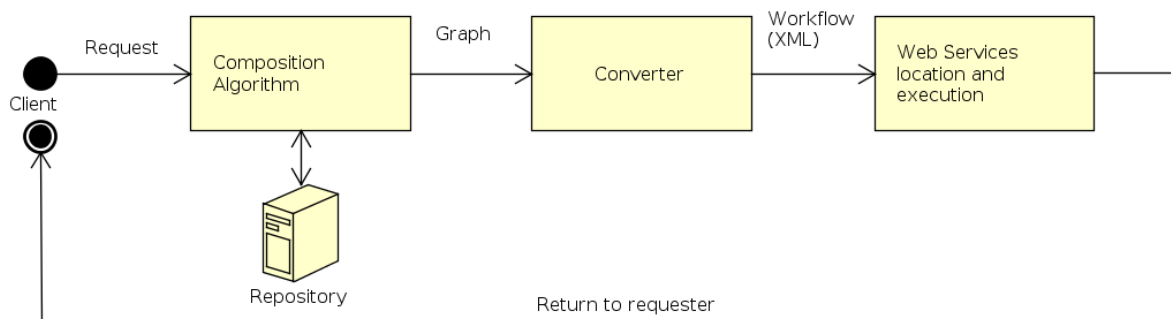 Request
Client
Composition
Algorithm
Graph
Converter
Workflow
(XML)
Web Services
location and
execution
Repository
Return to requester